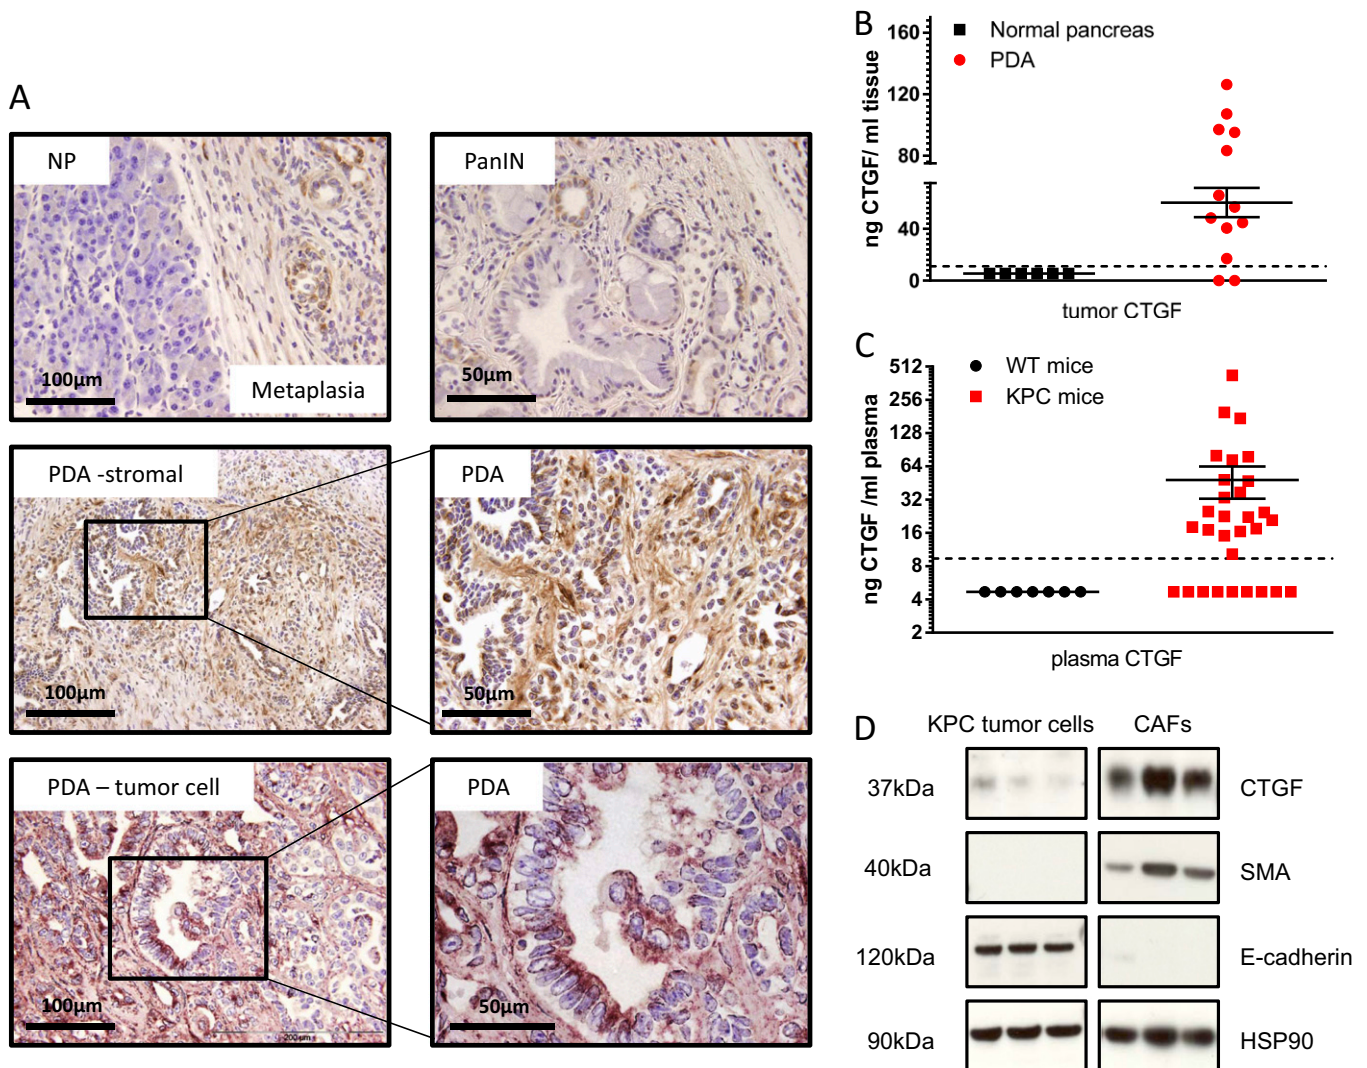 A
NP
100µm
Metaplasia
PanIN
50µm
PDA -stromal
100µm
PDA
50µm
PDA – tumor cell
100µm
200 µm
PDA
50µm
B
ng CTGF/ ml tissue
160
120
80
40
0
Normal pancreas
PDA
tumor CTGF
C
ng CTGF /ml plasma
512
256
128
64
32
16
8
4
2
WT mice
KPC mice
plasma CTGF
D
KPC tumor cells
CAFs
37kDa
CTGF
40kDa
SMA
120kDa
E-cadherin
90kDa
HSP90